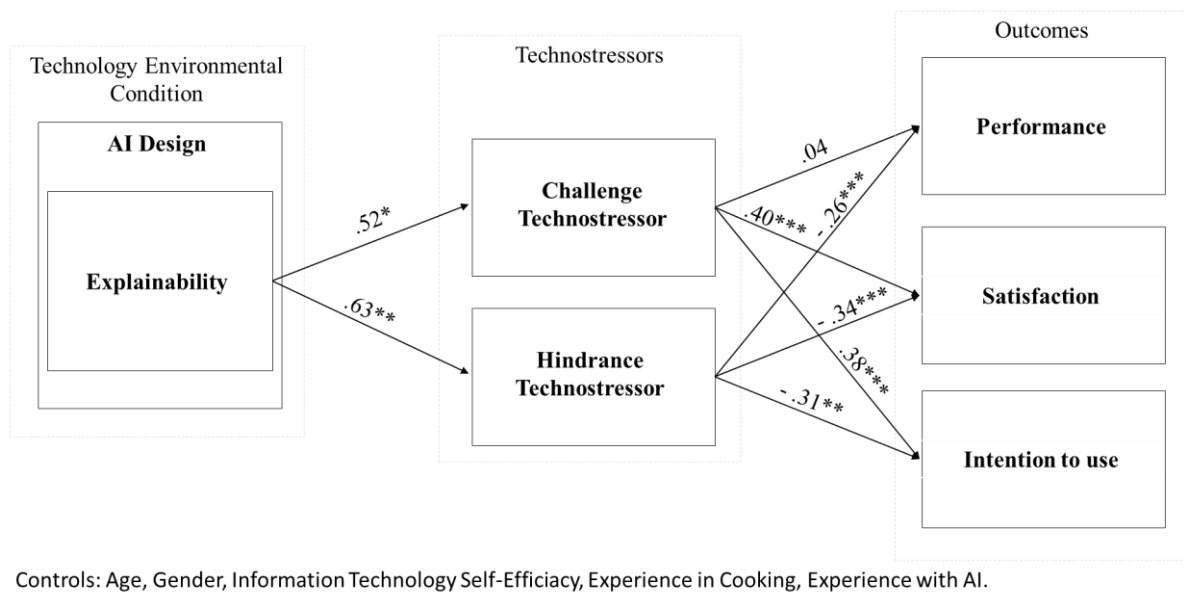 Technology Environmental
Condition
AI Design
Explainability
.52*
.63**
Technostressors
Challenge
Technostressor
Hindrance
Technostressor
.04
.40***
- .26***
- .34***
.38***
- .31**
Outcomes
Performance
Satisfaction
Intention to use
Controls: Age, Gender, Information Technology Self-Efficiacy, Experience in Cooking, Experience with AI.